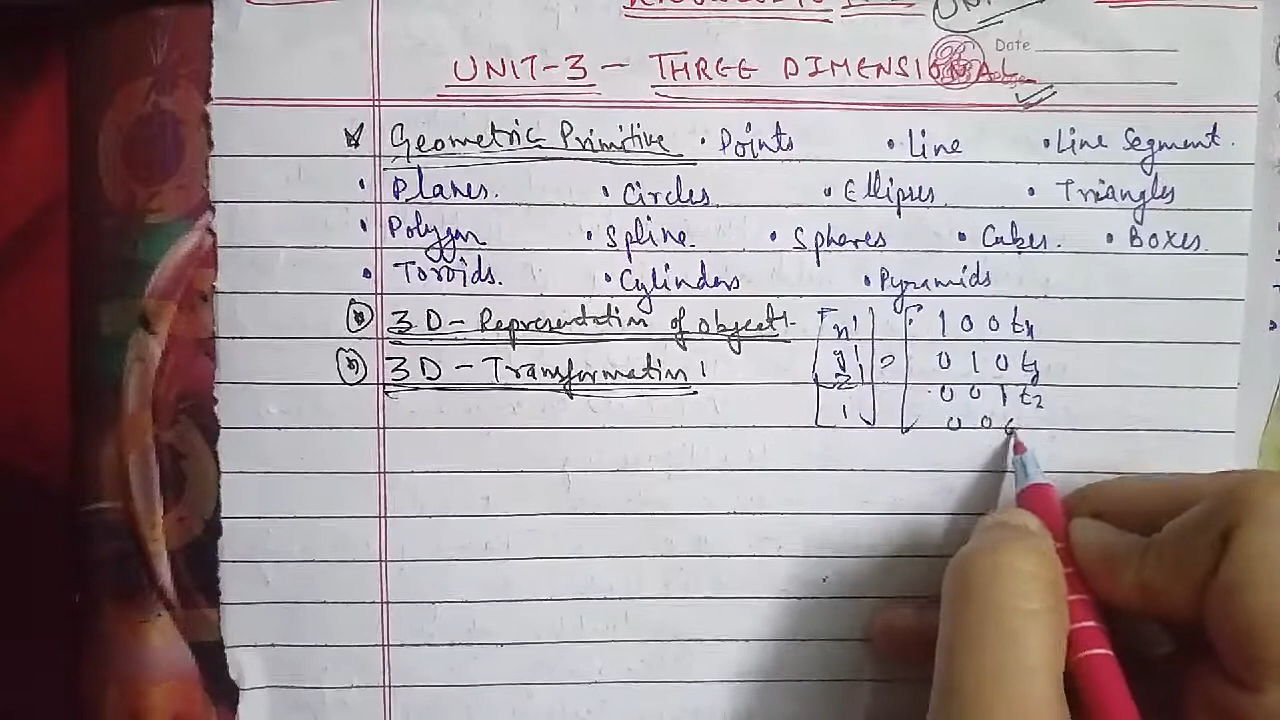 Date
UNIT-3 - THREE DIMENSIONAL
Geometric Primitive • Points • Line • Line Segment.
• Planes. • Circles. • Ellipses. • Triangles
• Polygon • Spline. • Spheres • Cubes. • Boxes.
• Toroids. • Cylinders • Pyramids
3D - Representation of objects.
3D - Transformation
x' = 1 0 0 tx
y' 0 1 0 ty
z' 0 0 1 tz
1 0 0 0